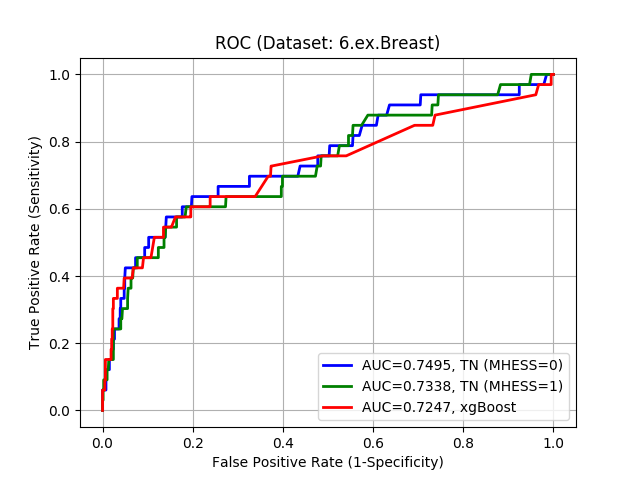 ROC (Dataset: 6.ex.Breast)
True Positive Rate (Sensitivity)
1.0
0.8
0.6
0.4
0.2
0.0
AUC=0.7495, TN (MHESS=0)
AUC=0.7338, TN (MHESS=1)
AUC=0.7247, xgBoost
0.0 0.2 0.4 0.6 0.8 1.0
False Positive Rate (1-Specificity)